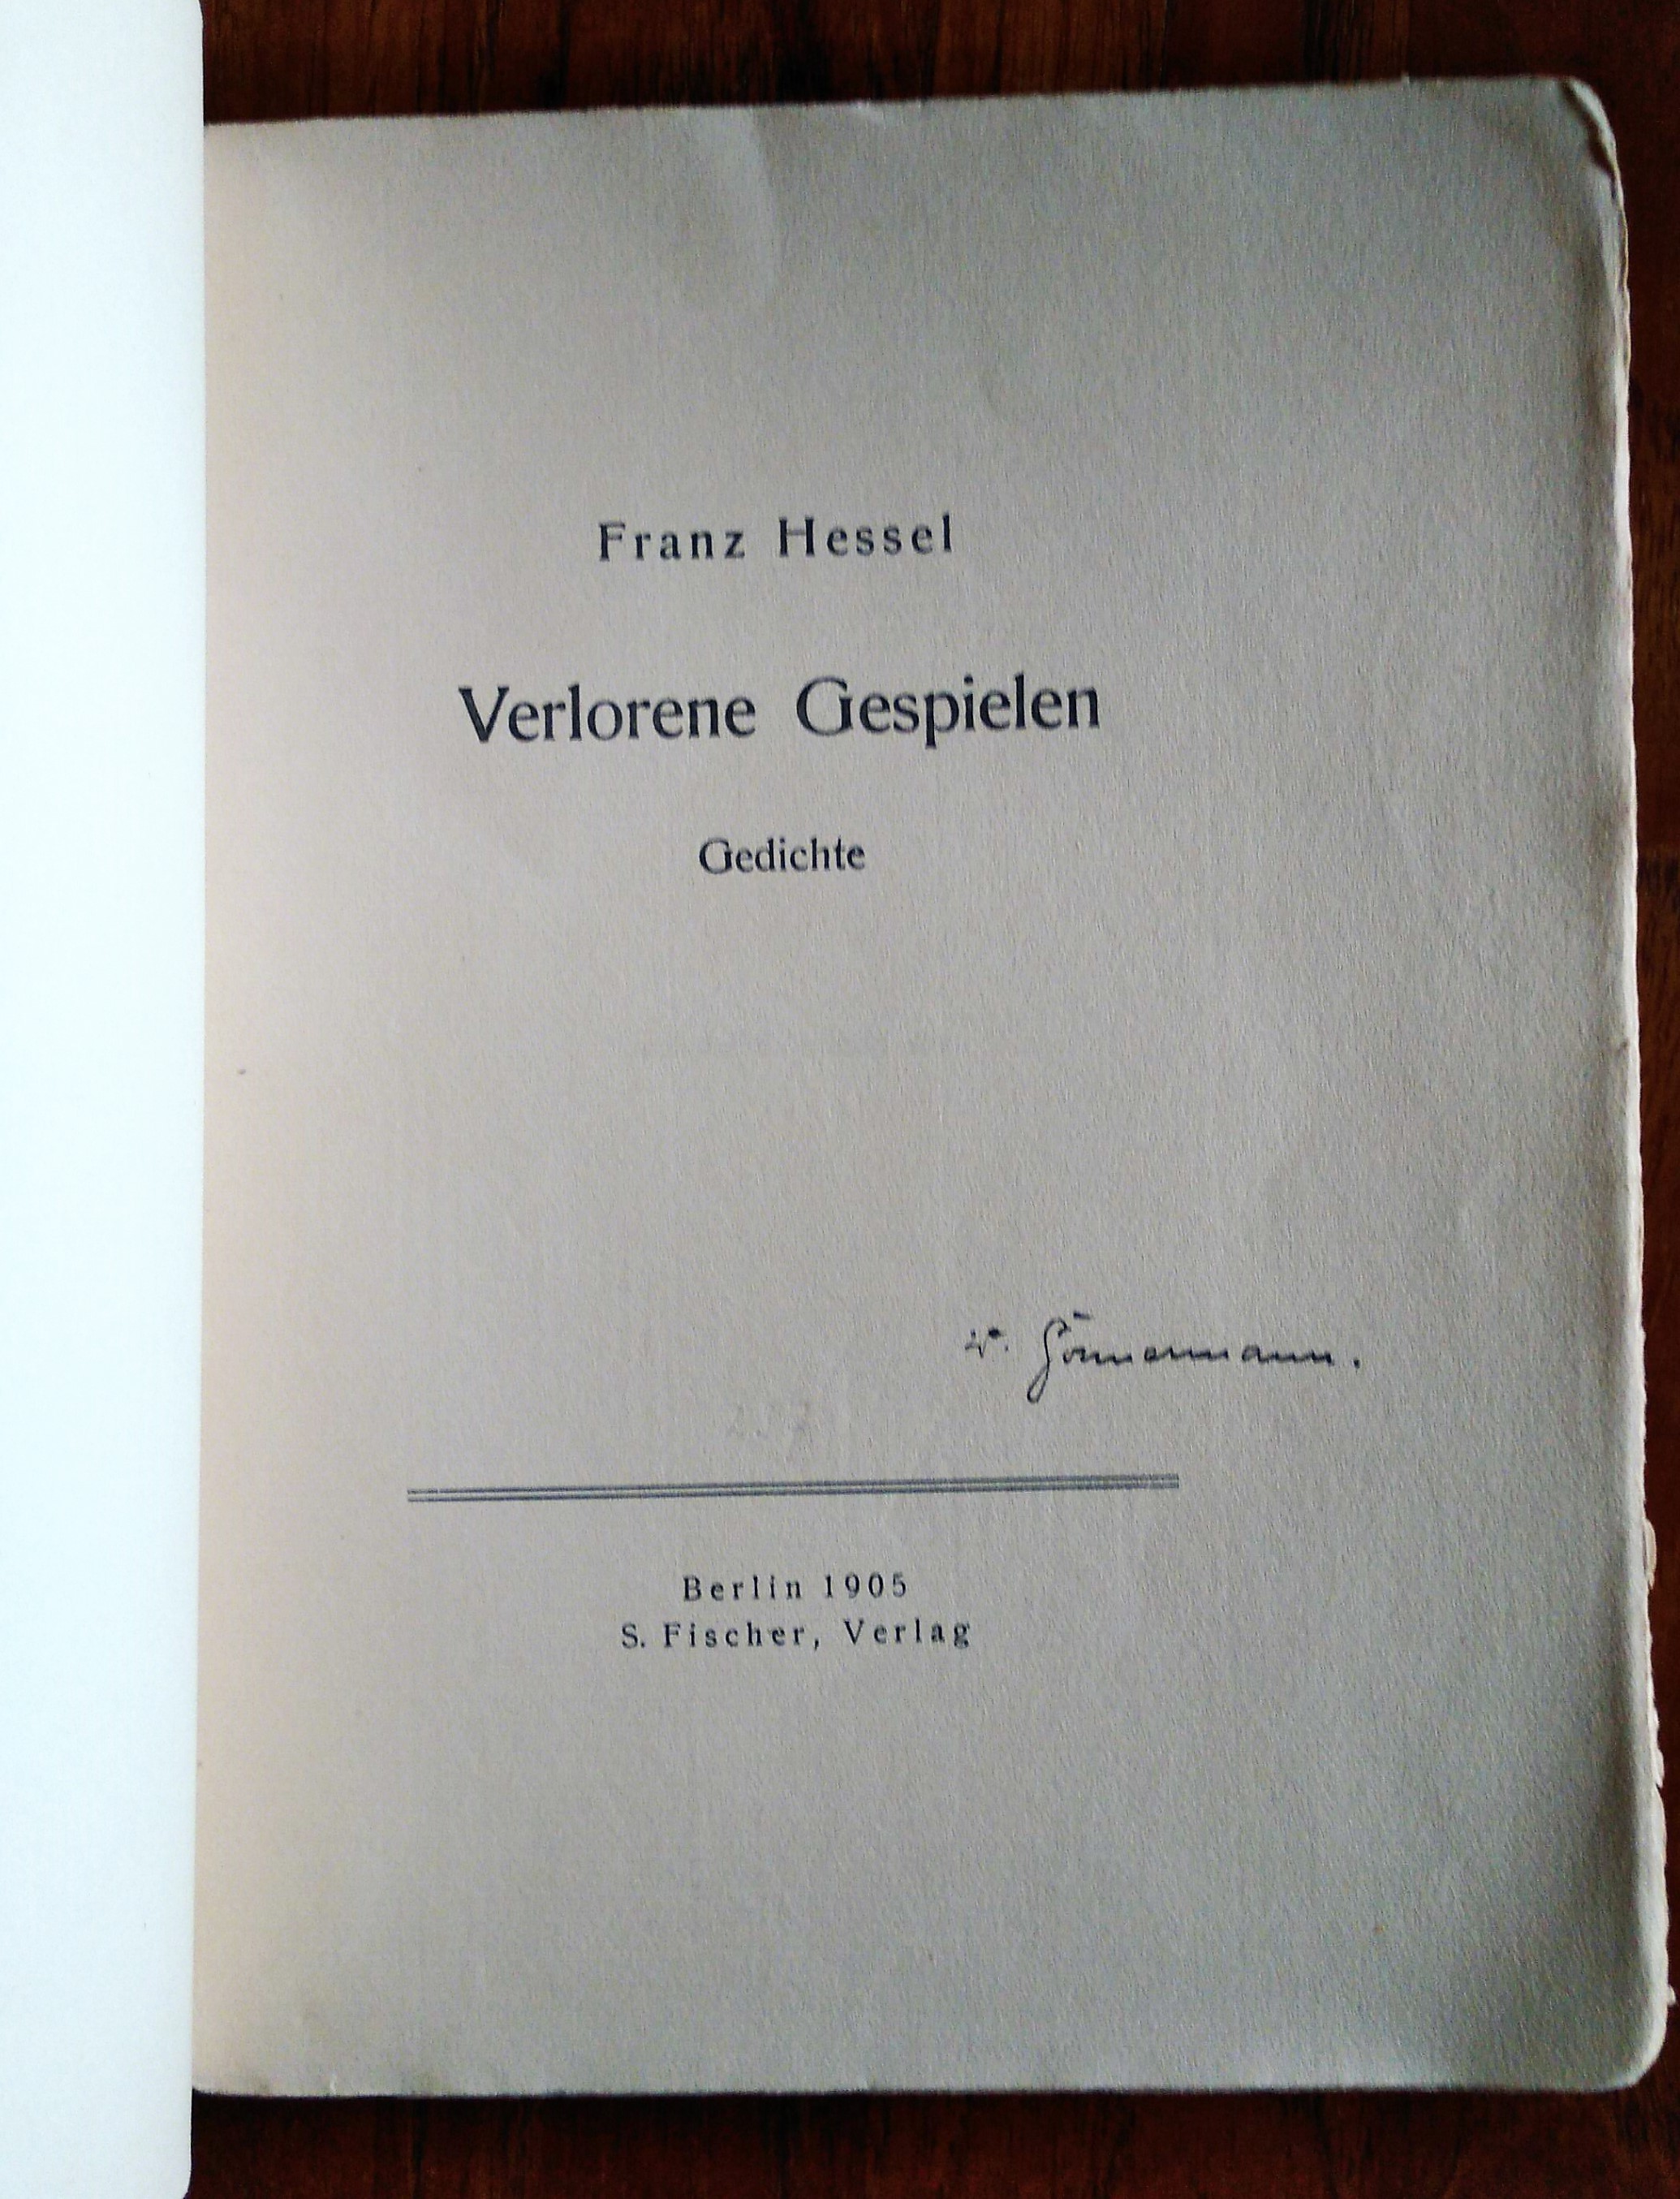 Franz Hessel
Verlorene Gespielen
Gedichte
W.
Berlin 1905
S. Fischer, Verlag